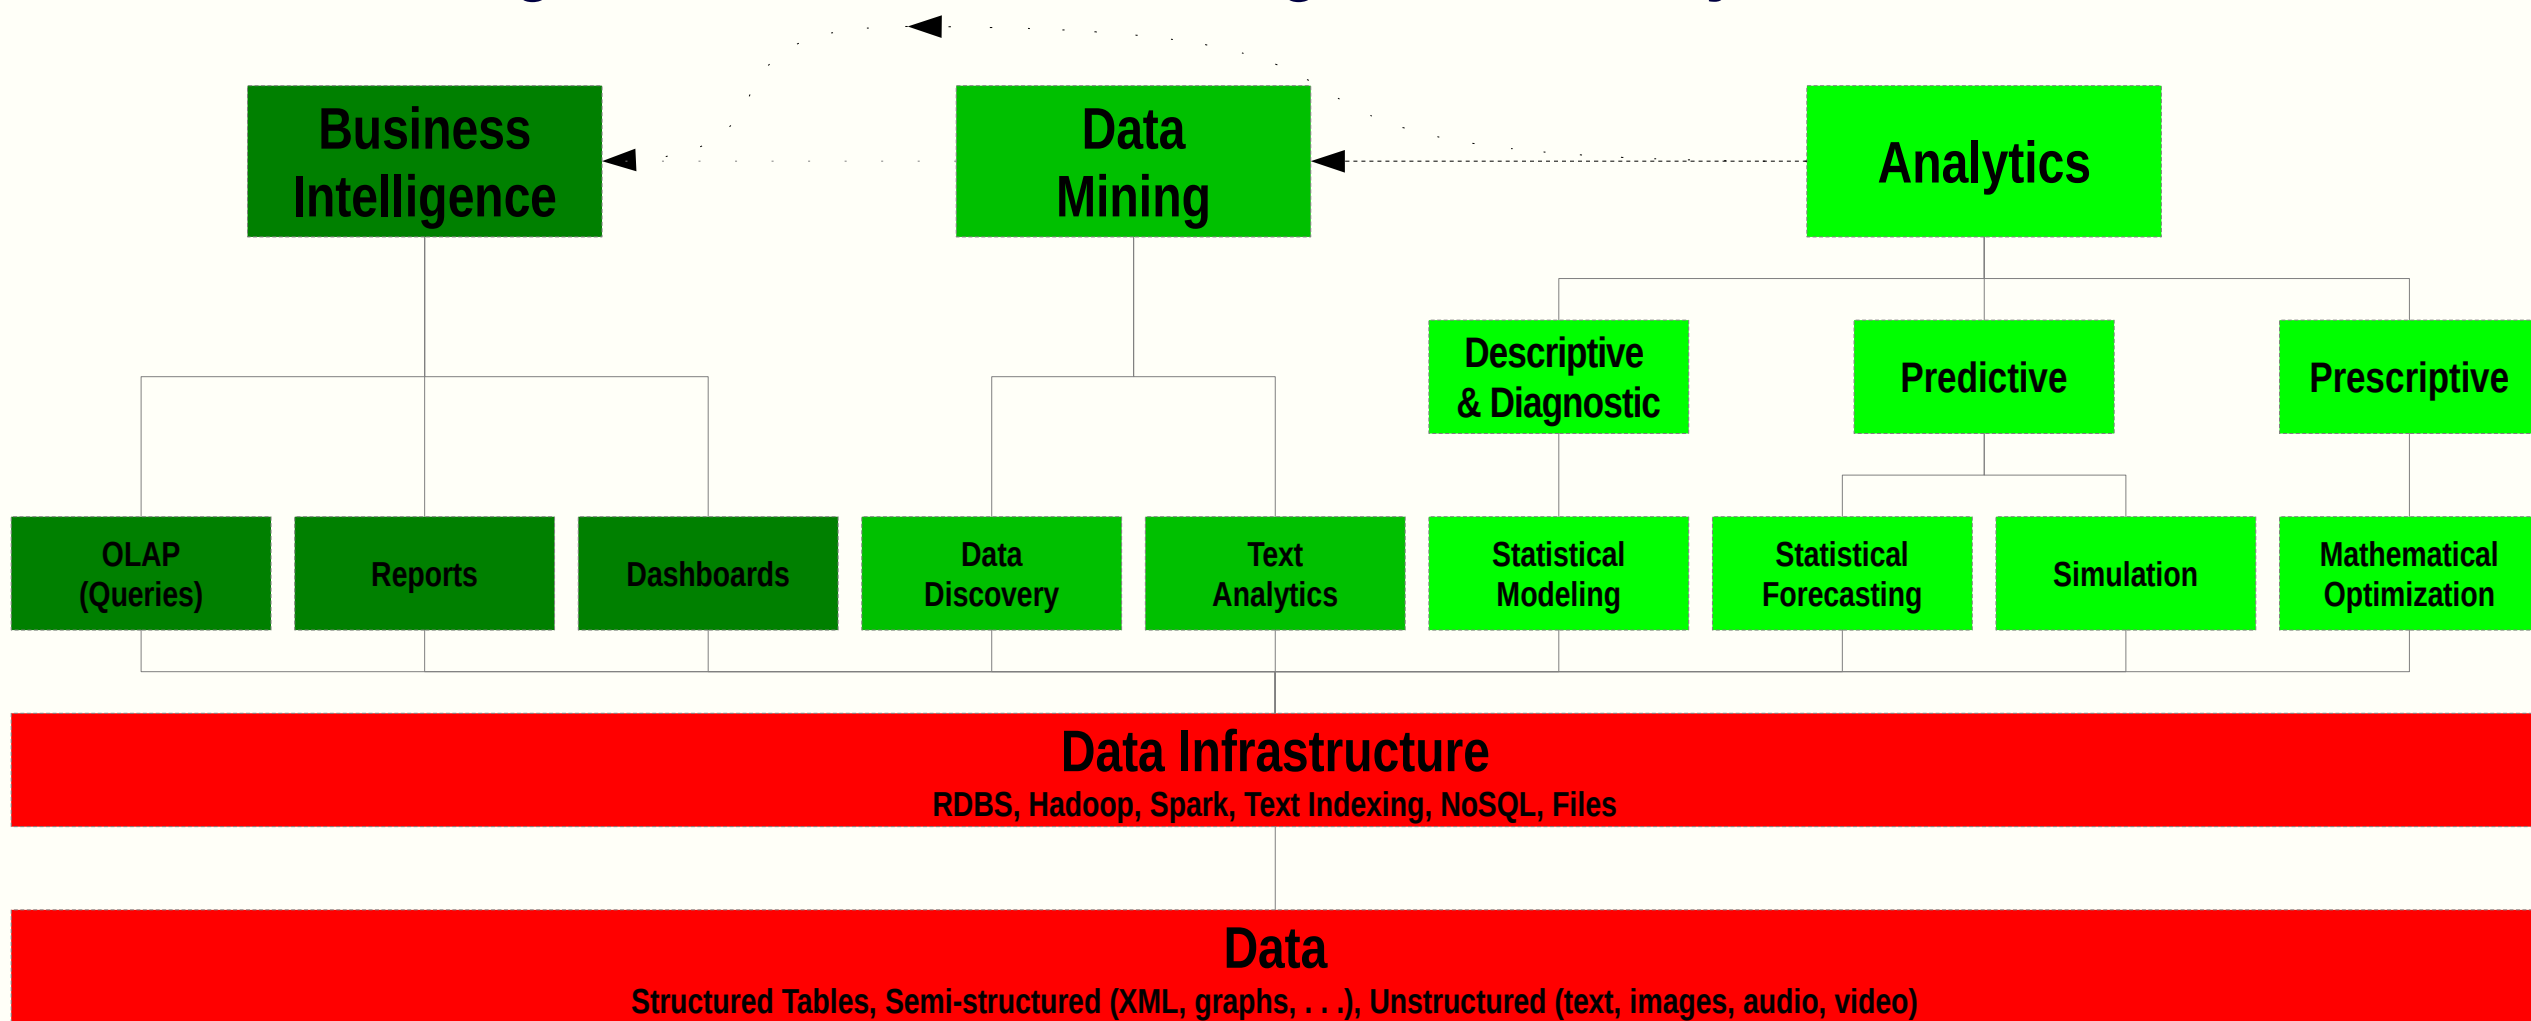 Business
Intelligence
Data
Mining
Analytics
Descriptive
& Diagnostic
Predictive
Prescriptive
OLAP
(Queries)
Reports
Dashboards
Data
Discovery
Text
Analytics
Statistical
Modeling
Statistical
Forecasting
Simulation
Mathematical
Optimization
Data Infrastructure
RDBS, Hadoop, Spark, Text Indexing, NoSQL, Files
Data
Structured Tables, Semi-structured (XML, graphs, . . .), Unstructured (text, images, audio, video)